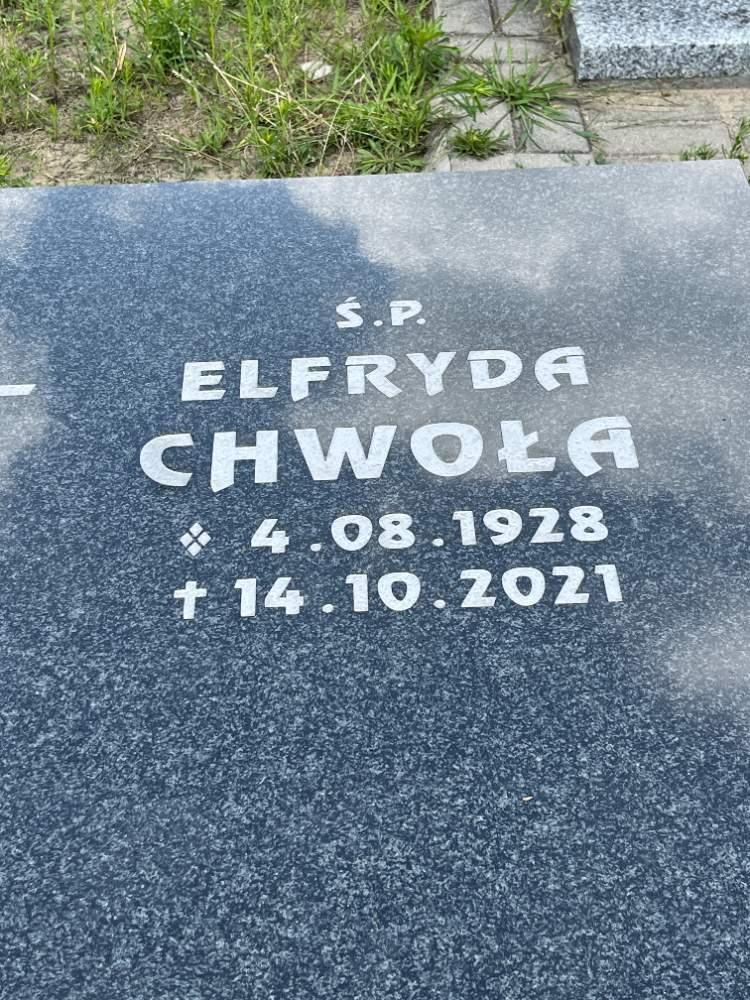 Ś.P.
ELFRYDA
CHWOŁA
4.08.1928
14.10.2021